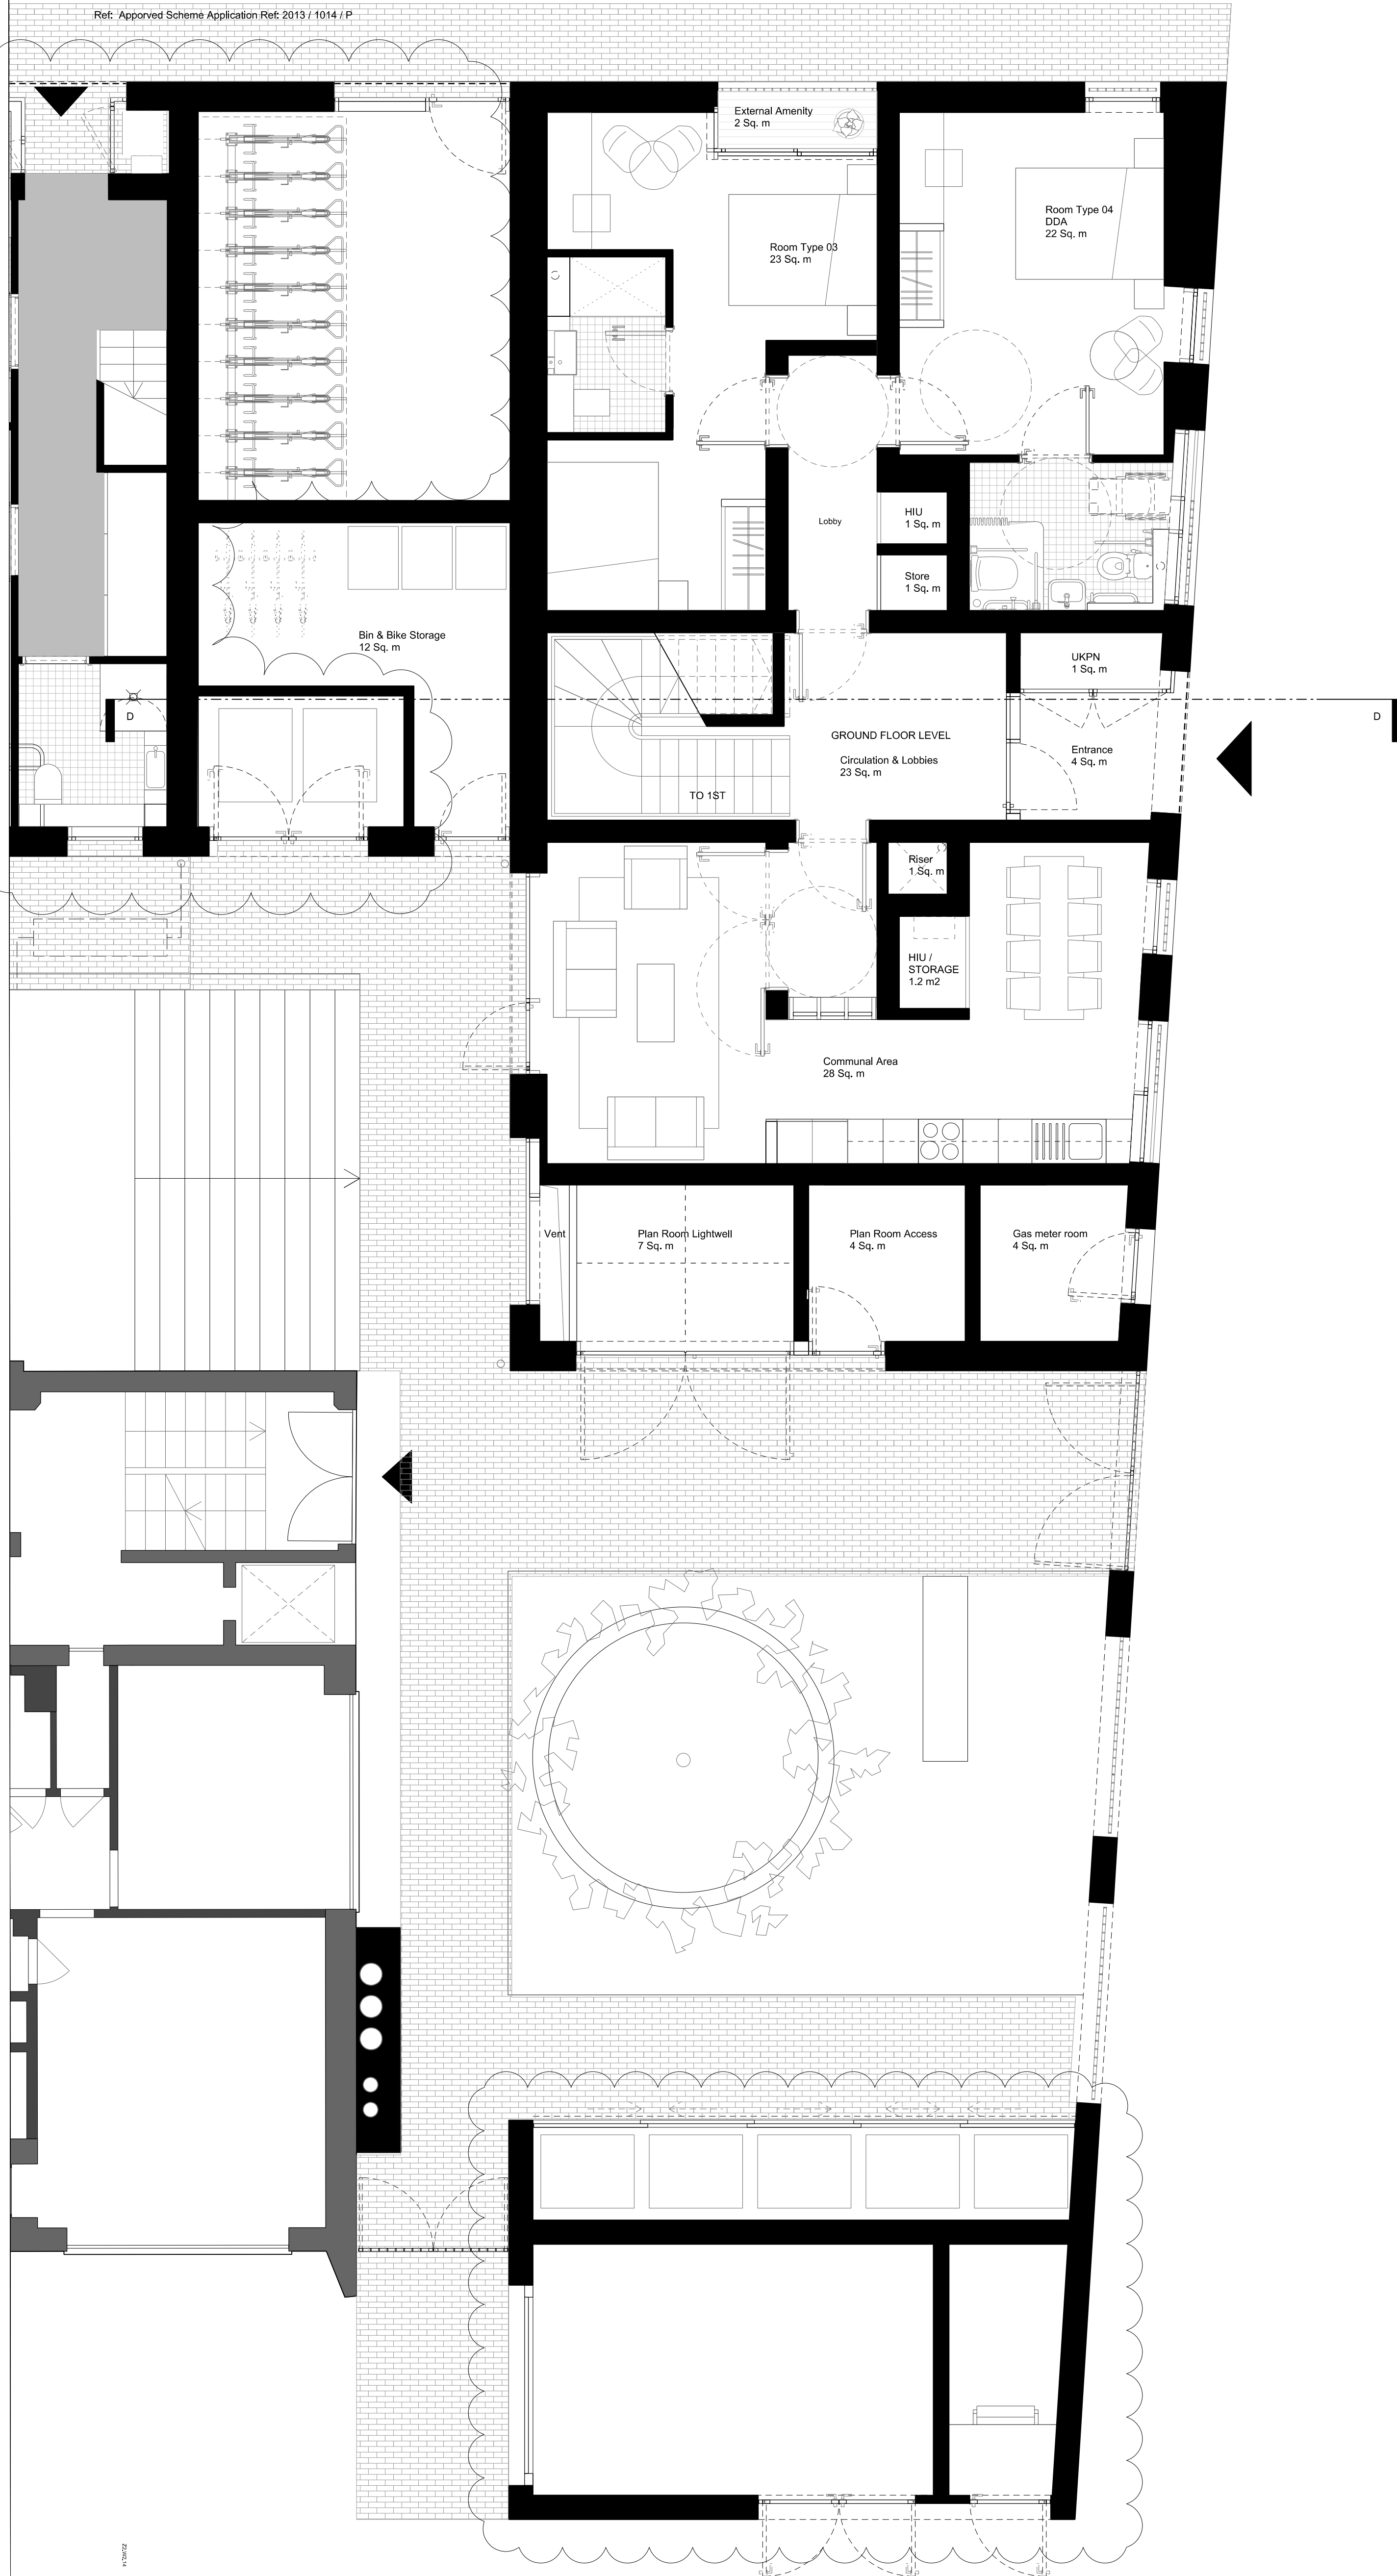 Ref: Apporved Scheme Application Ref: 2013 / 1014 / P
External Amenity
2 Sq. m
Room Type 04
DDA
22 Sq. m
Room Type 03
23 Sq. m
HIU
1 Sq. m
Lobby
Store
1 Sq. m
Bin & Bike Storage
12 Sq. m
UKPN
1 Sq. m
D
D
GROUND FLOOR LEVEL
Circulation & Lobbies
23 Sq. m
Entrance
4 Sq. m
TO 1ST
Riser
1 Sq. m
HIU /
STORAGE
1.2 m2
Communal Area
28 Sq. m
Vent
Plan Room Lightwell
7 Sq. m
Plan Room Access
4 Sq. m
Gas meter room
4 Sq. m